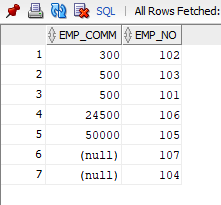 SQL | All Rows Fetched:
EMP_COMM EMP_NO
1 300 102
2 500 103
3 500 101
4 24500 106
5 50000 105
6 (null) 107
7 (null) 104